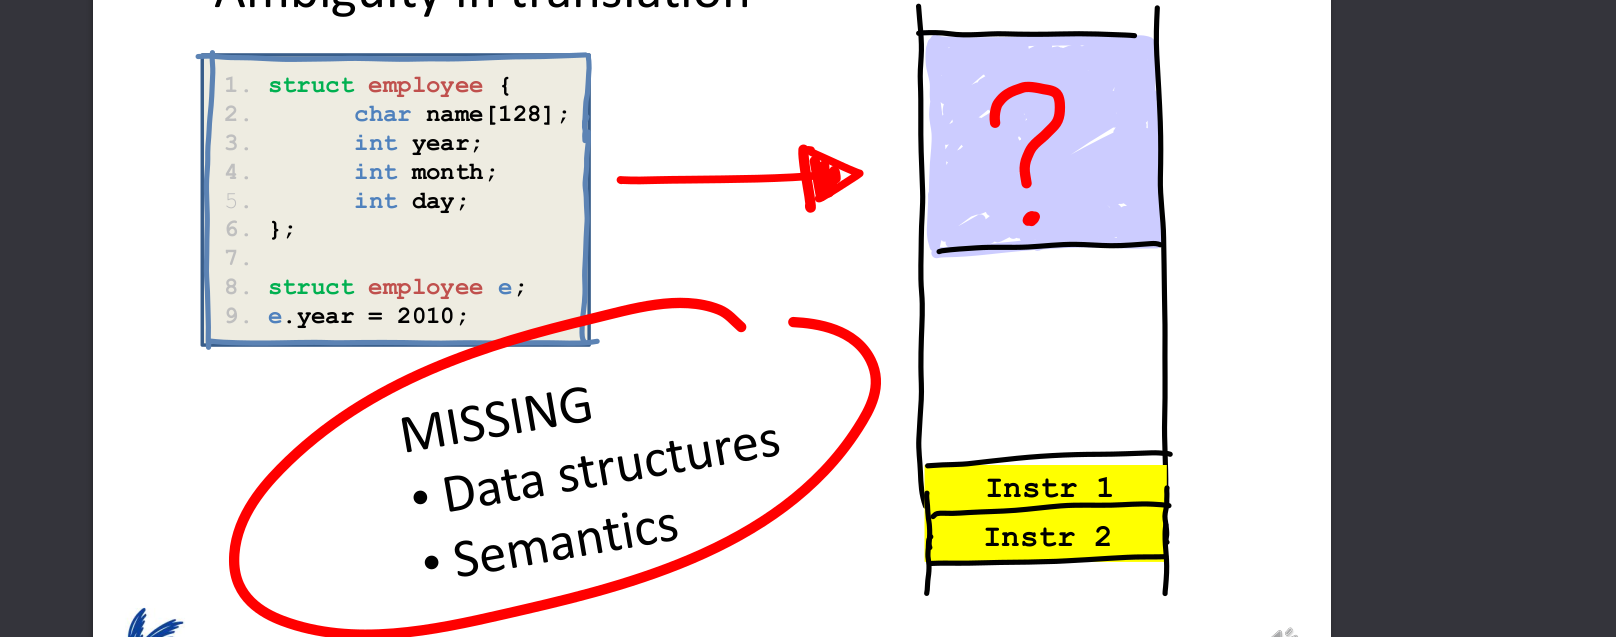 Ambiguity in translation
1. struct employee {
2. char name[128];
3. int year;
4. int month;
5. int day;
6. };
7.
8. struct employee e;
9. e.year = 2010;
?
MISSING
• Data structures
• Semantics
Instr 1
Instr 2